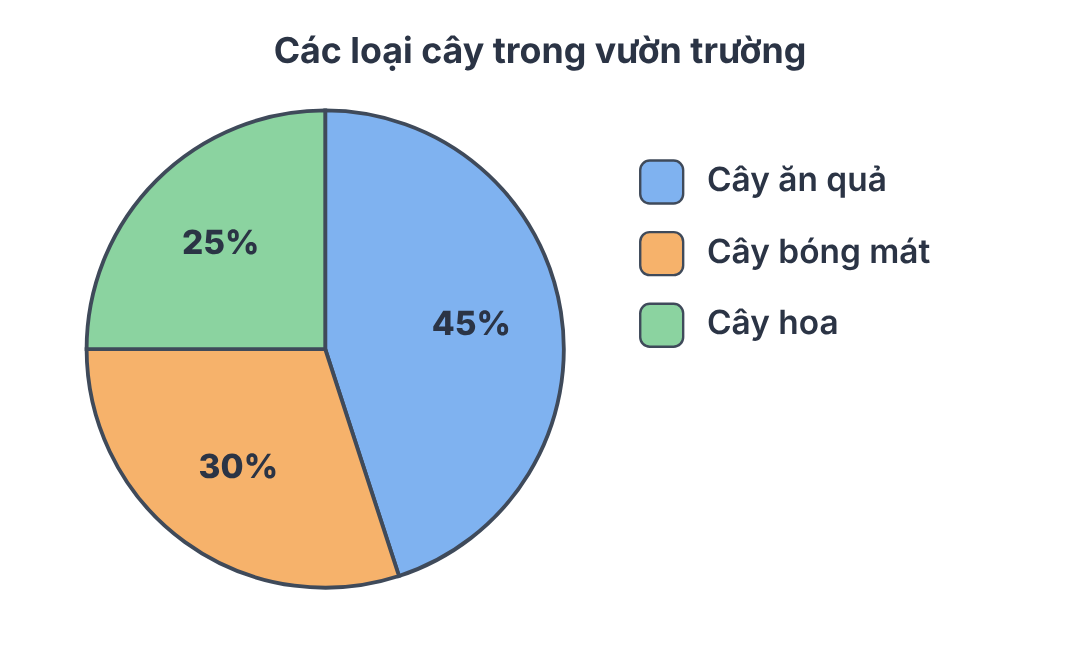 Các loại cây trong vườn trường
25%
45%
30%
Cây ăn quả
Cây bóng mát
Cây hoa